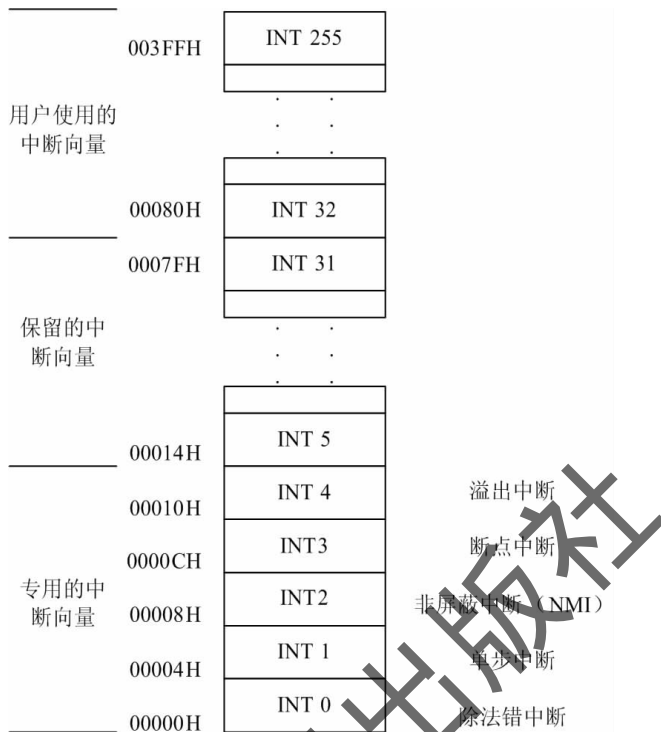 003FFH INT 255
用户使用的
中断向量
00080H INT 32
0007FH INT 31
保留的中
断向量
00014H INT 5
00010H INT 4 溢出中断
0000CH INT3 断点中断
专用的中
断向量
00008H INT2 非屏蔽中断（NMI）
00004H INT 1 单步中断
00000H INT 0 除法错中断
出版社